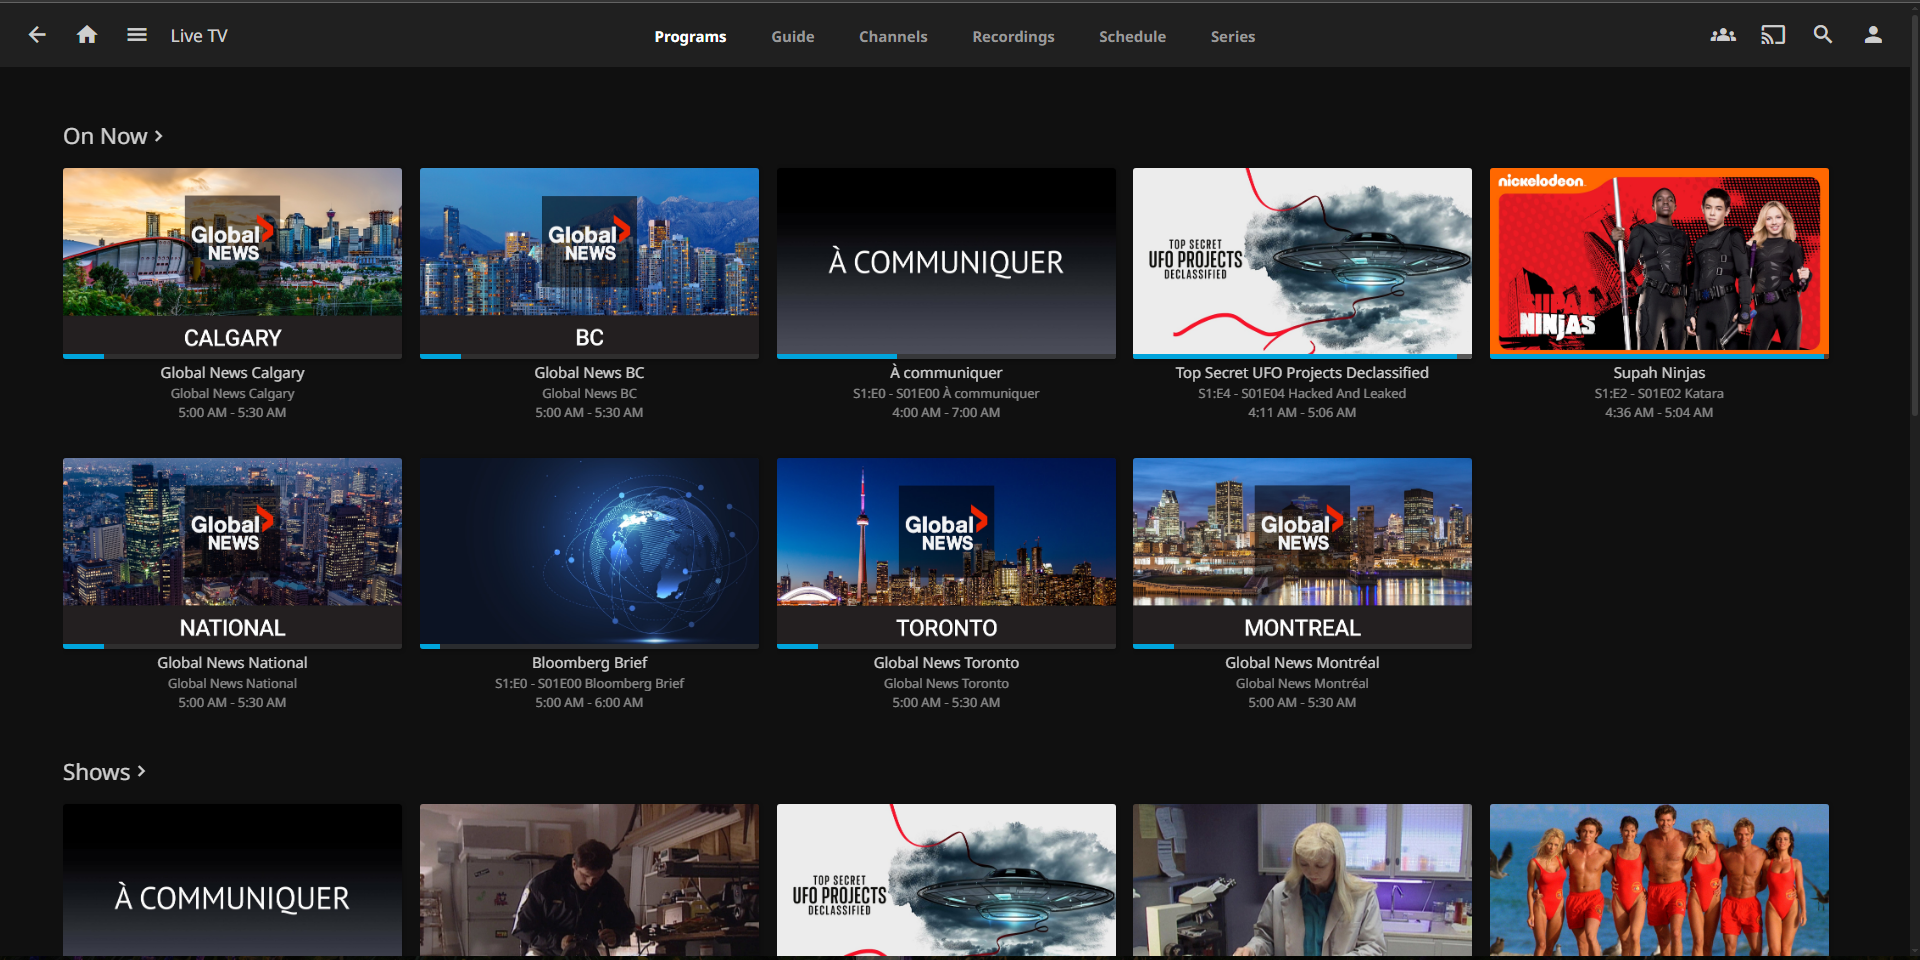 Live TV
Programs
Guide
Channels
Recordings
Schedule
Series
On Now
Global
NEWS
CALGARY
Global News Calgary
Global News Calgary
5:00 AM - 5:30 AM
Global
NEWS
BC
Global News BC
Global News BC
5:00 AM - 5:30 AM
À COMMUNIQUER
À communiquer
S1:E0 - S01E00 À communiquer
4:00 AM - 7:00 AM
TOP SECRET
UFO PROJECTS
DECLASSIFIED
Top Secret UFO Projects Declassified
S1:E4 - S01E04 Hacked And Leaked
4:11 AM - 5:06 AM
nickelodeon
NINJAS
Supah Ninjas
S1:E2 - S01E02 Katara
4:36 AM - 5:04 AM
Global
NEWS
NATIONAL
Global News National
Global News National
5:00 AM - 5:30 AM
Bloomberg Brief
S1:E0 - S01E00 Bloomberg Brief
5:00 AM - 6:00 AM
Global
NEWS
TORONTO
Global News Toronto
Global News Toronto
5:00 AM - 5:30 AM
Global
NEWS
MONTREAL
Global News Montréal
Global News Montréal
5:00 AM - 5:30 AM
Shows
À COMMUNIQUER
TOP SECRET
UFO PROJECTS
DECLASSIFIED